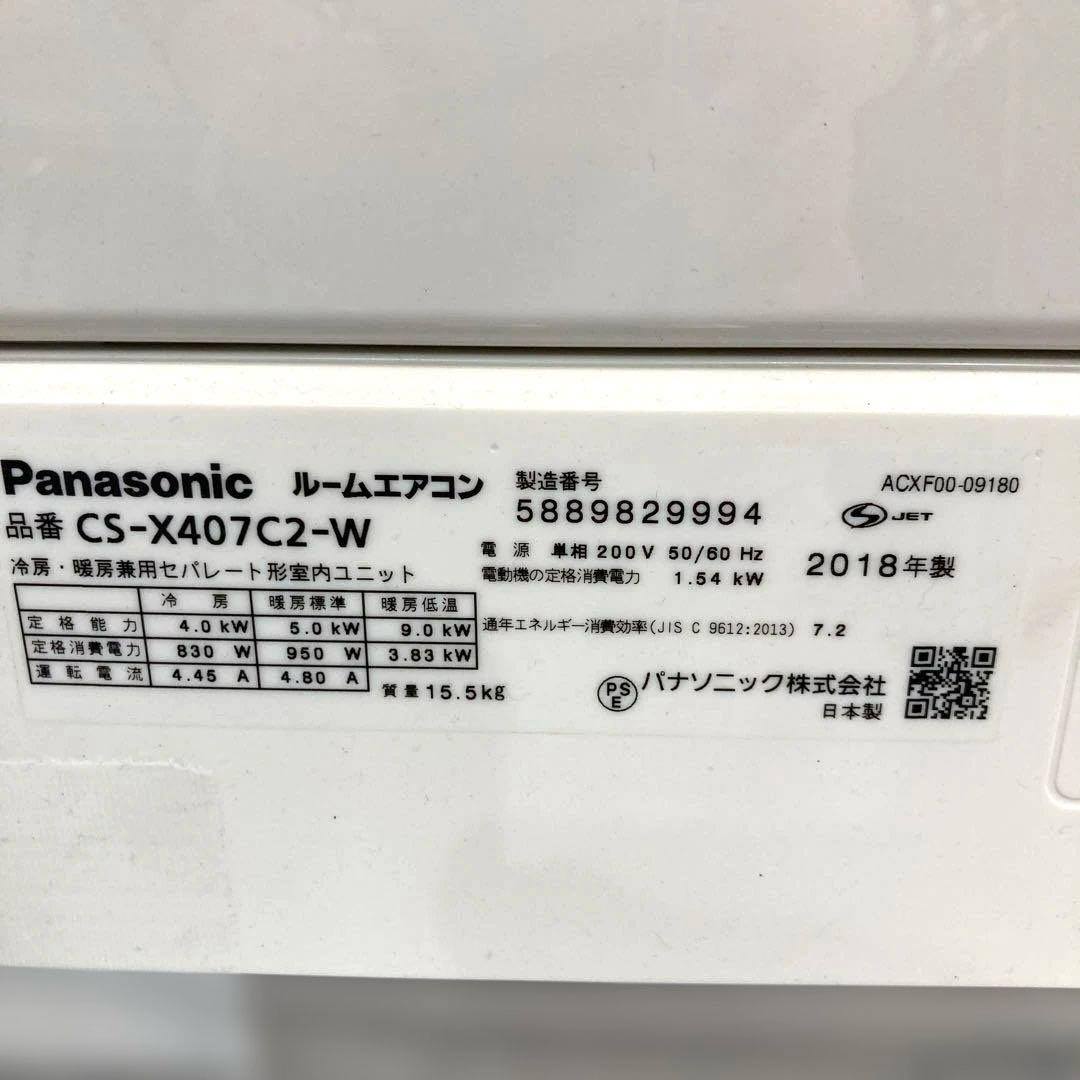 Panasonic ルームエアコン
品番 CS-X407C2-W
冷房・暖房兼用セパレート形室内ユニット
冷房 暖房標準 暖房低温
定格能力 4.0 kW 5.0 kW 9.0 kW
定格消費電力 830 W 950 W 3.83 kW
運転電流 4.45 A 4.80 A
質量 15.5kg
製造番号
5889829994
電源 単相 200V 50/60 Hz
電動機の定格消費電力 1.54 kW
通年エネルギー消費効率(JIS C 9612:2013) 7.2
ACXF00-09180
S JET
2018年製
PSE パナソニック株式会社
日本製